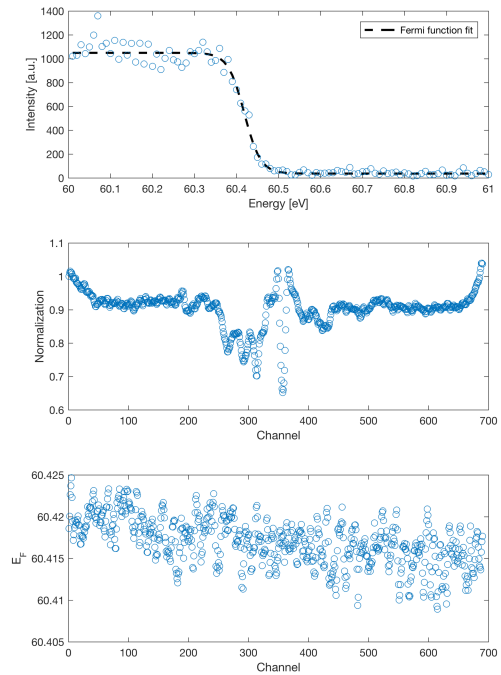 1400
1200
1000
800
600
400
200
0
Intensity [a.u.]
Fermi function fit
60 60.1 60.2 60.3 60.4 60.5 60.6 60.7 60.8 60.9 61
Energy [eV]
1.1
1
0.9
0.8
0.7
0.6
Normalization
0 100 200 300 400 500 600 700
Channel
60.425
60.42
60.415
60.41
60.405
E_F
0 100 200 300 400 500 600 700
Channel